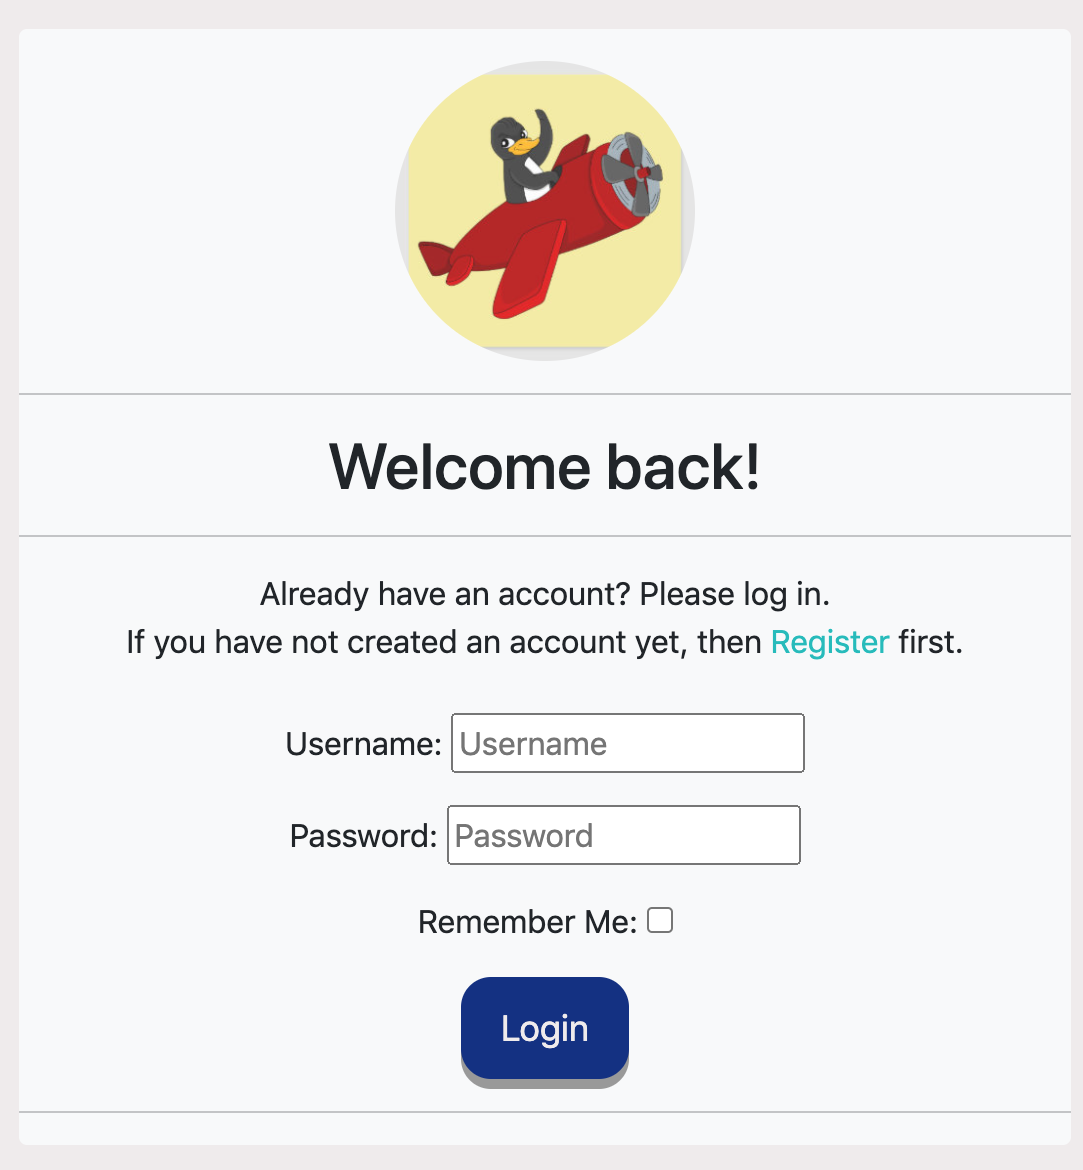 Welcome back!
Already have an account? Please log in.
If you have not created an account yet, then Register first.
Username: Username
Password: Password
Remember Me:
Login